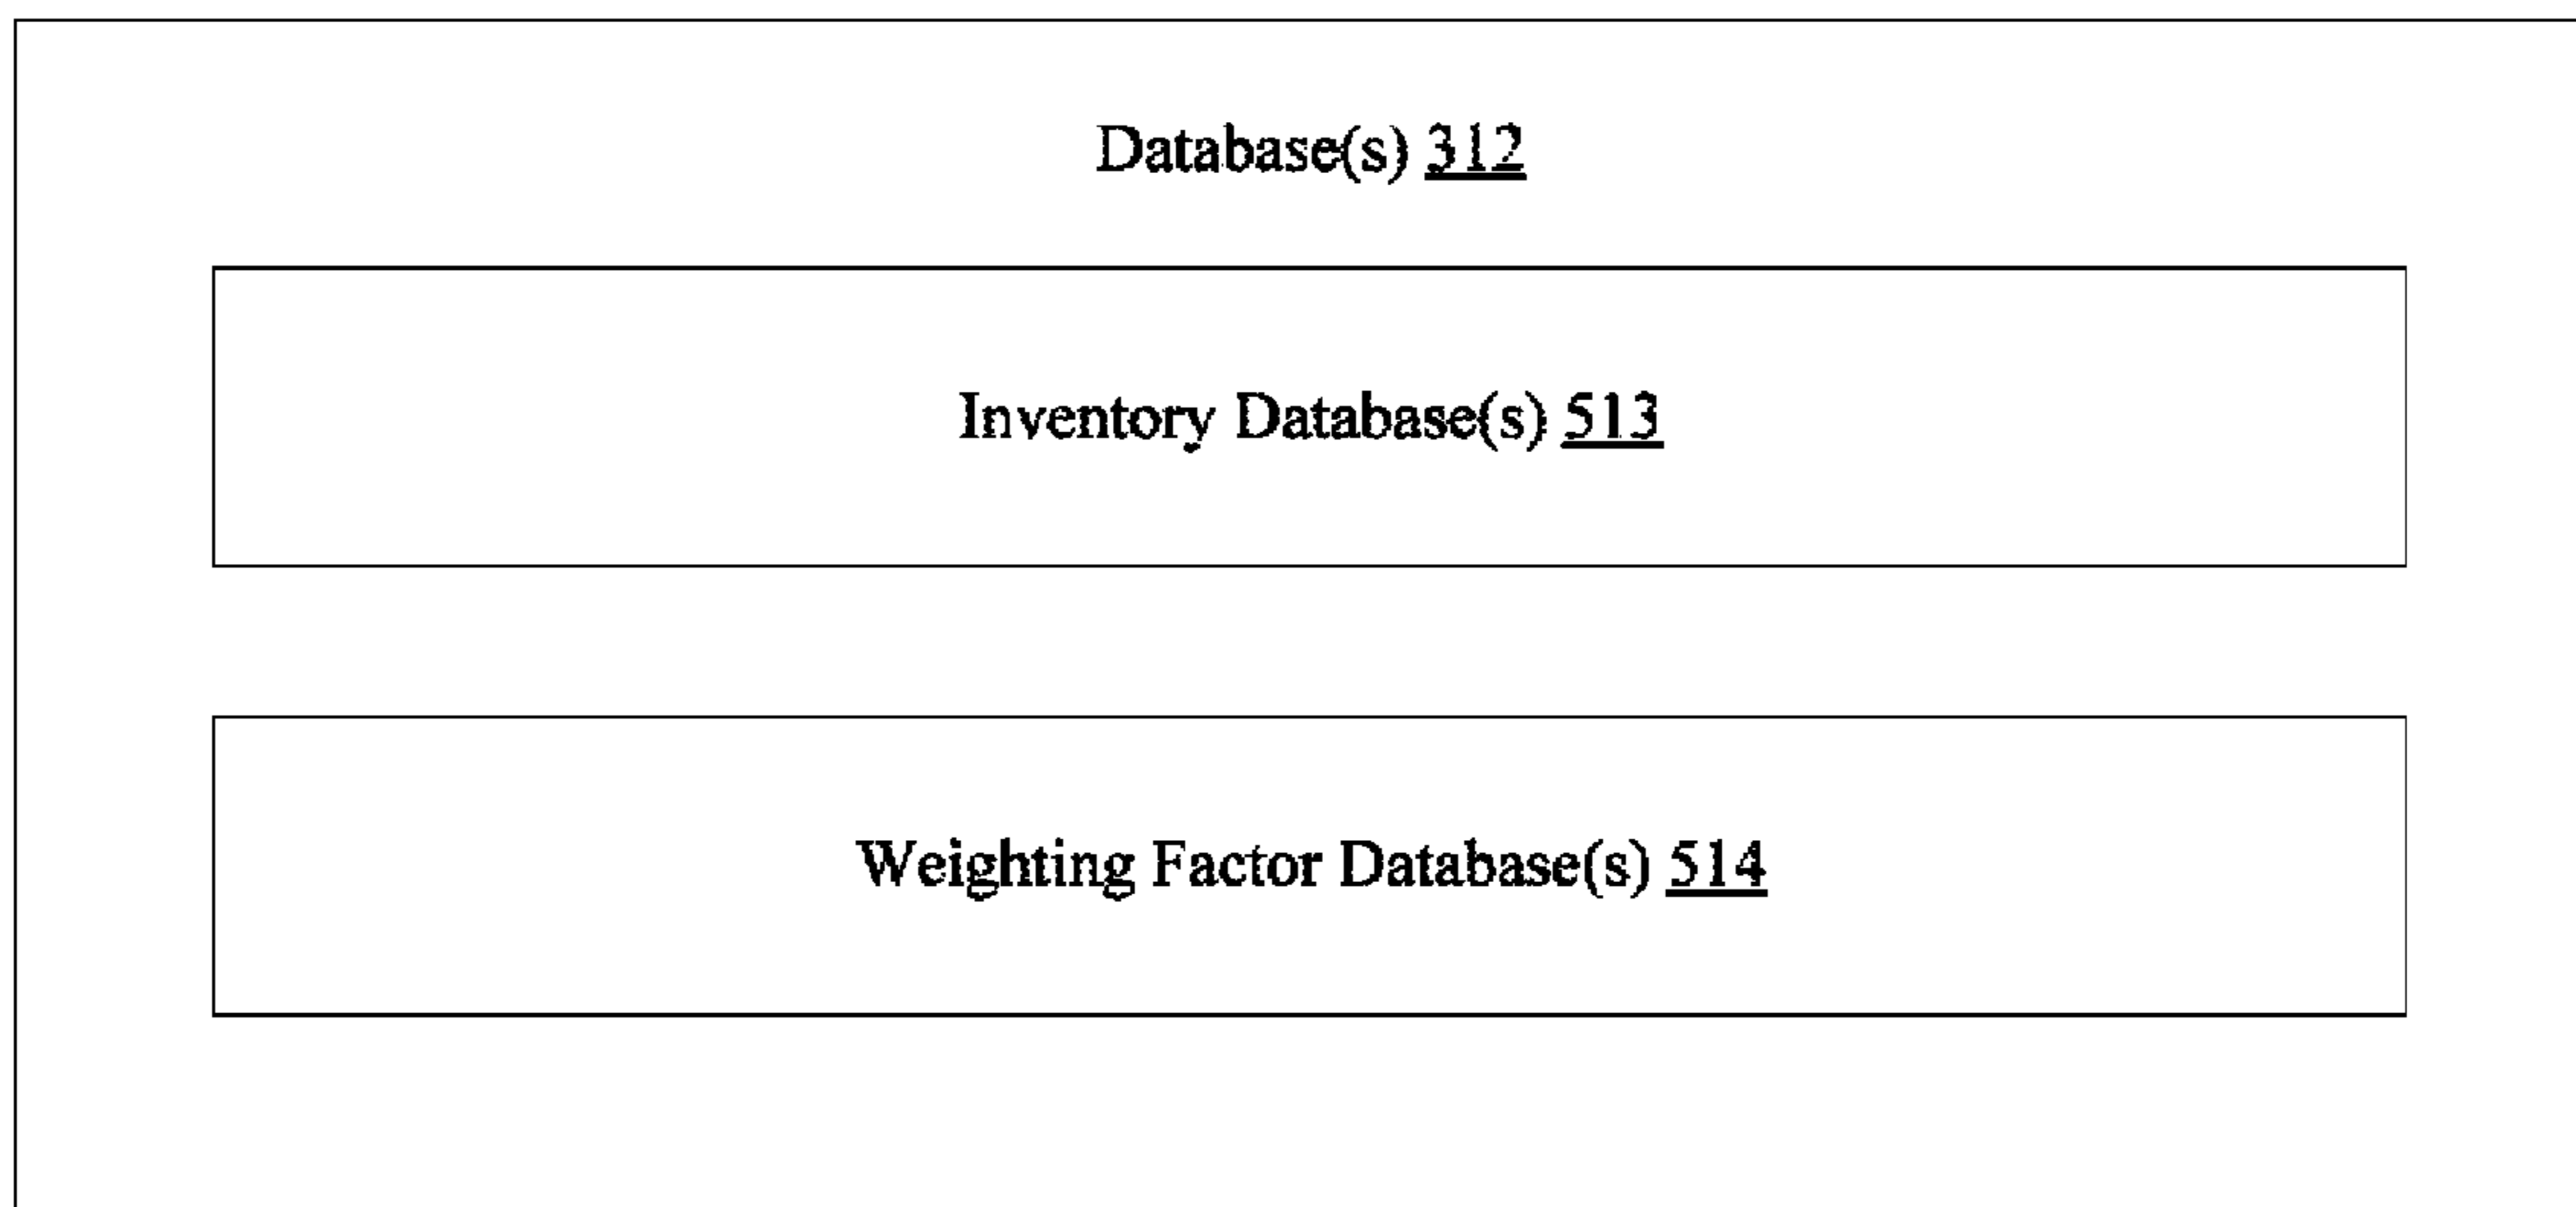 Database(s) 312
Inventory Database(s) 513
Weighting Factor Database(s) 514